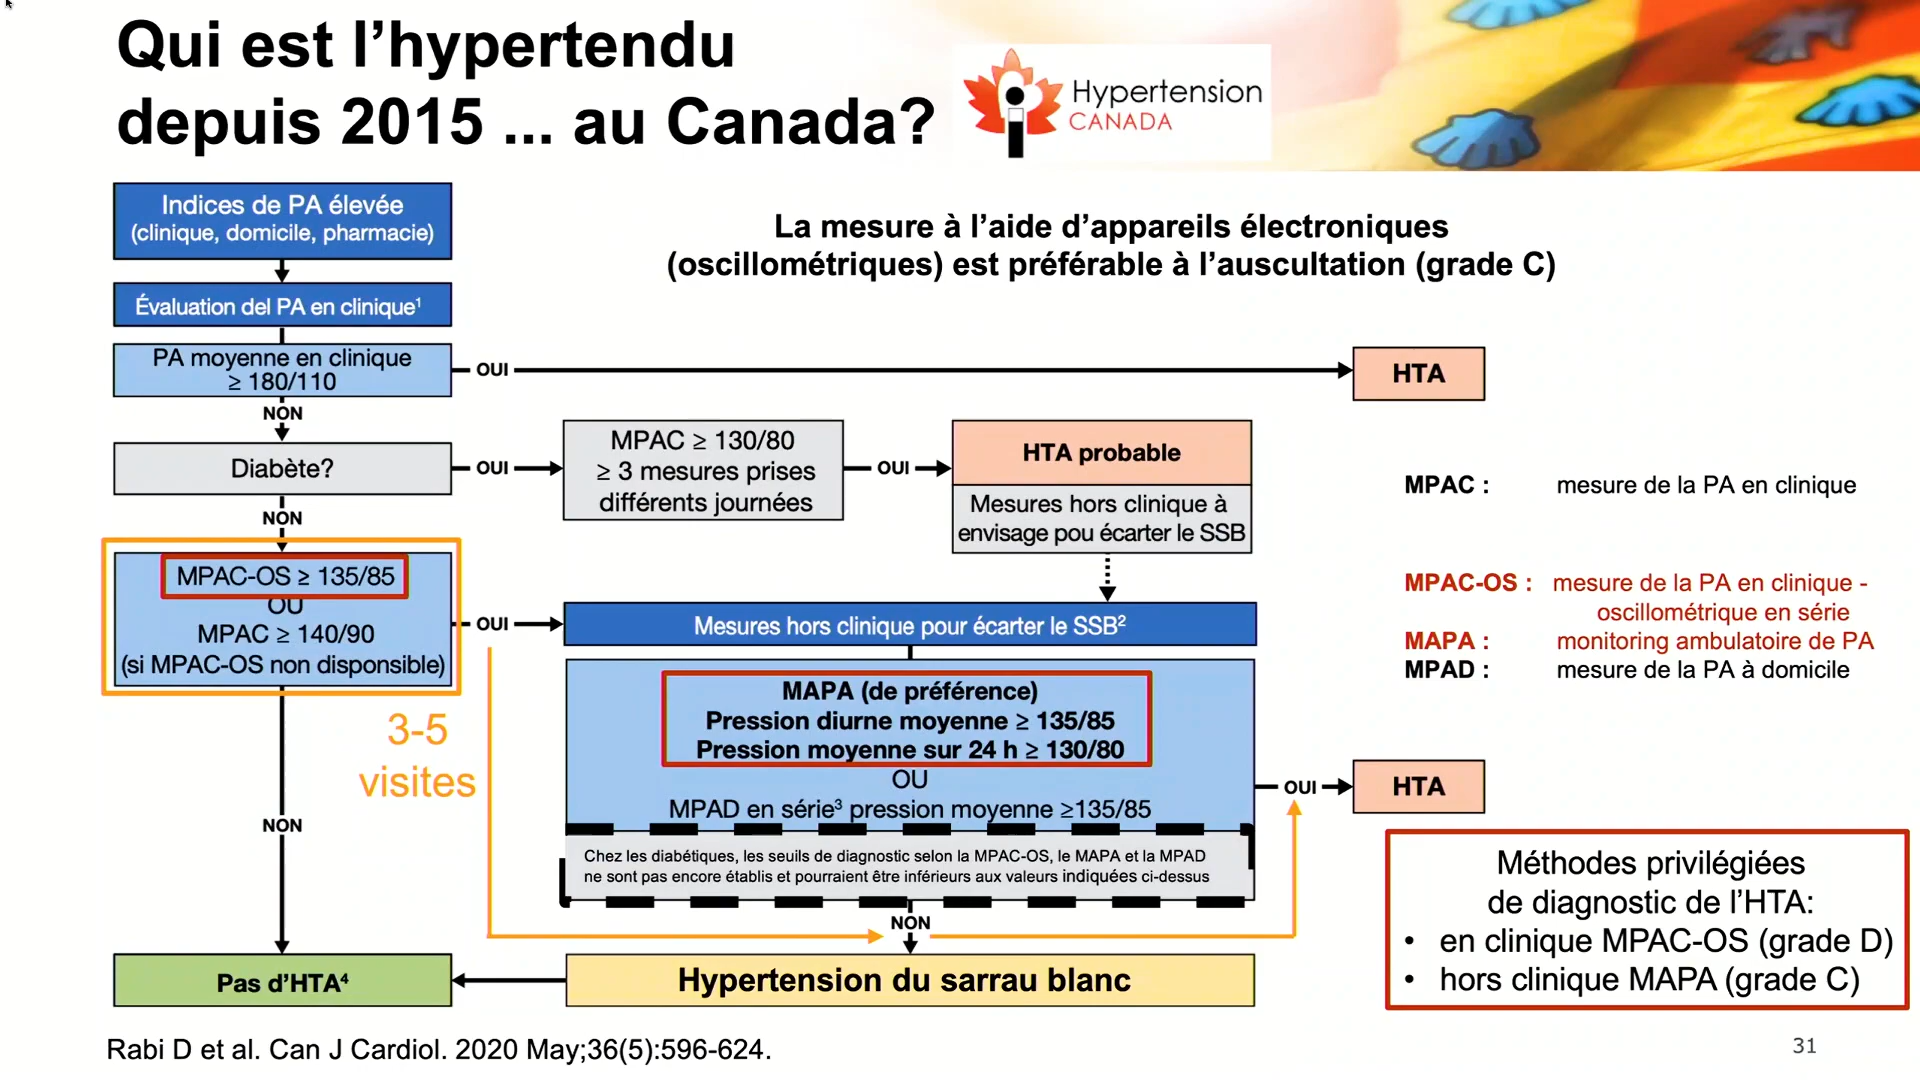 Qui est l’hypertendu
depuis 2015 ... au Canada?
Hypertension
CANADA
La mesure à l’aide d’appareils électroniques
(oscillométriques) est préférable à l’auscultation (grade C)
Indices de PA élevée
(clinique, domicile, pharmacie)
Évaluation del PA en clinique¹
PA moyenne en clinique
≥ 180/110
OUI
HTA
NON
Diabète?
OUI
MPAC ≥ 130/80
≥ 3 mesures prises
différents journées
OUI
HTA probable
Mesures hors clinique à
envisage pou écarter le SSB
NON
MPAC-OS ≥ 135/85
OU
MPAC ≥ 140/90
(si MPAC-OS non disponible)
OUI
Mesures hors clinique pour écarter le SSB²
MAPA (de préférence)
Pression diurne moyenne ≥ 135/85
Pression moyenne sur 24 h ≥ 130/80
OU
MPAD en série³ pression moyenne ≥135/85
Chez les diabétiques, les seuils de diagnostic selon la MPAC-OS, le MAPA et la MPAD
ne sont pas encore établis et pourraient être inférieurs aux valeurs indiquées ci-dessus
OUI
HTA
3-5
visites
NON
NON
Pas d’HTA⁴
Hypertension du sarrau blanc
MPAC : mesure de la PA en clinique
MPAC-OS : mesure de la PA en clinique -
oscillométrique en série
MAPA : monitoring ambulatoire de PA
MPAD : mesure de la PA à domicile
Méthodes privilégiées
de diagnostic de l’HTA:
• en clinique MPAC-OS (grade D)
• hors clinique MAPA (grade C)
Rabi D et al. Can J Cardiol. 2020 May;36(5):596-624.
31